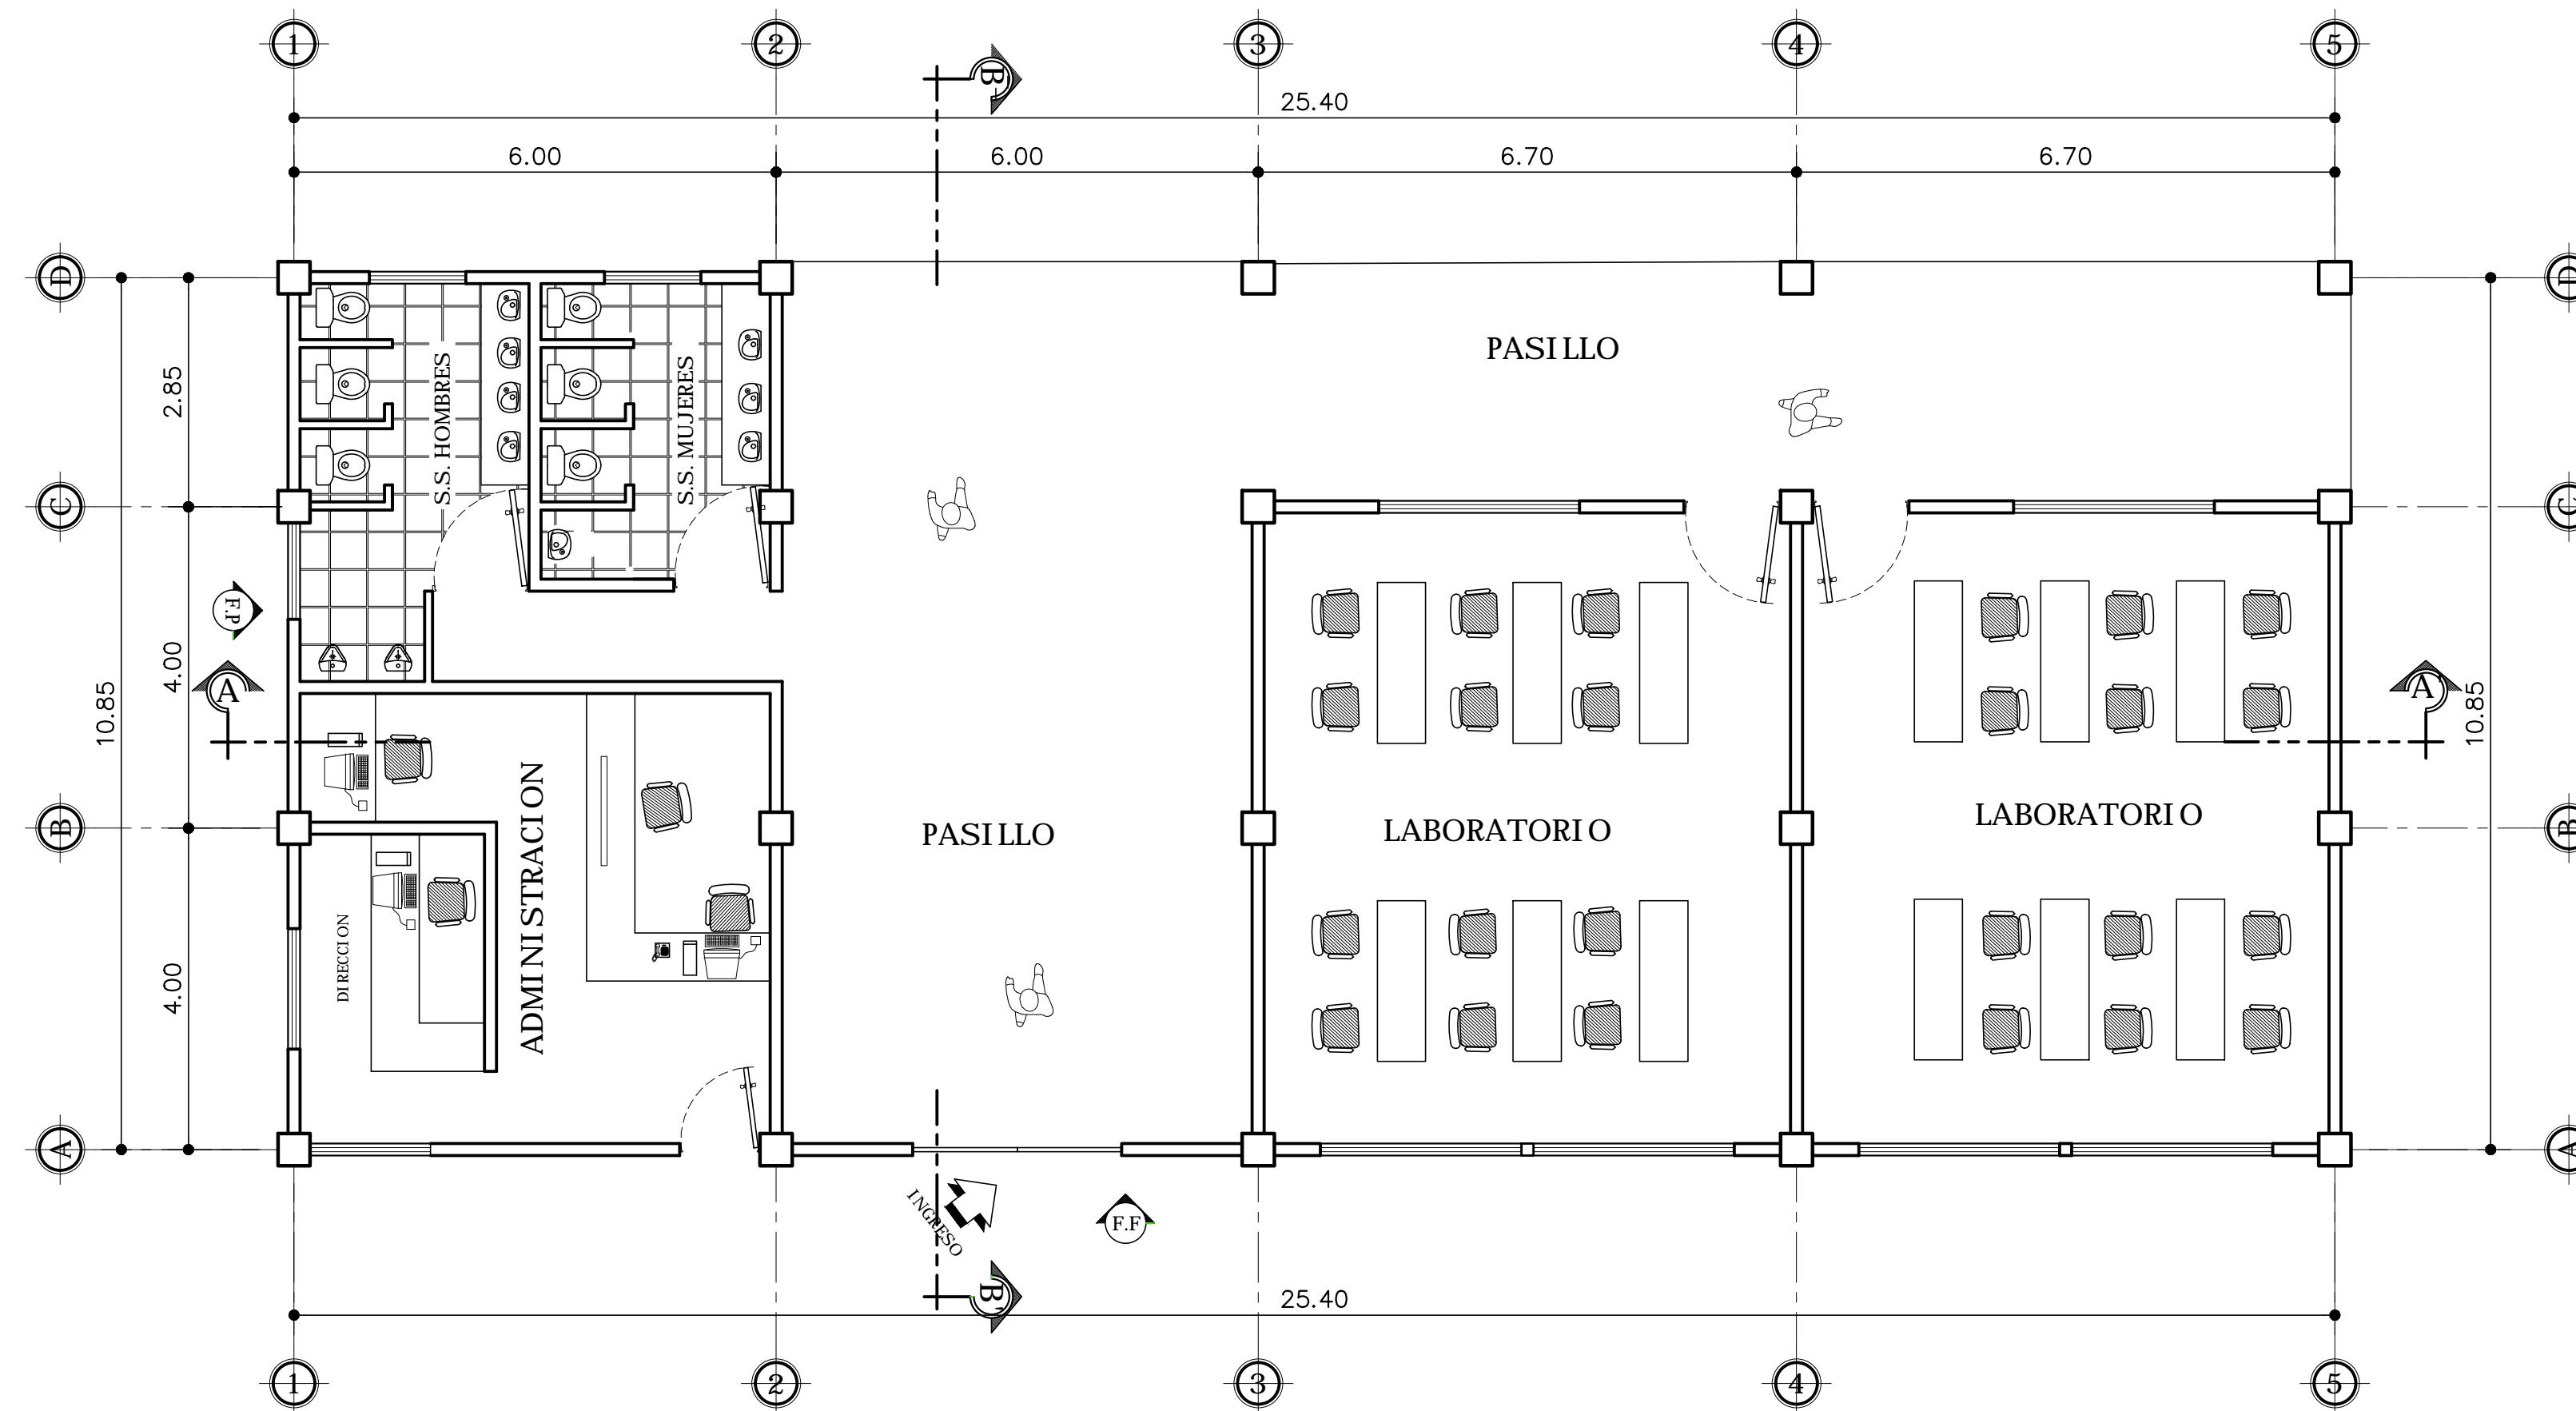 1
2
3
4
5
B'
25.40
6.00
6.00
6.70
6.70
D
D
PASILLO
S.S. HOMBRES
S.S. MUJERES
2.85
C
C
F.P
4.00
A
A'
10.85
10.85
B
B
PASILLO
LABORATORIO
LABORATORIO
ADMINISTRACION
DIRECCION
4.00
A
A
INGRESO
F.F
B'
25.40
1
2
3
4
5